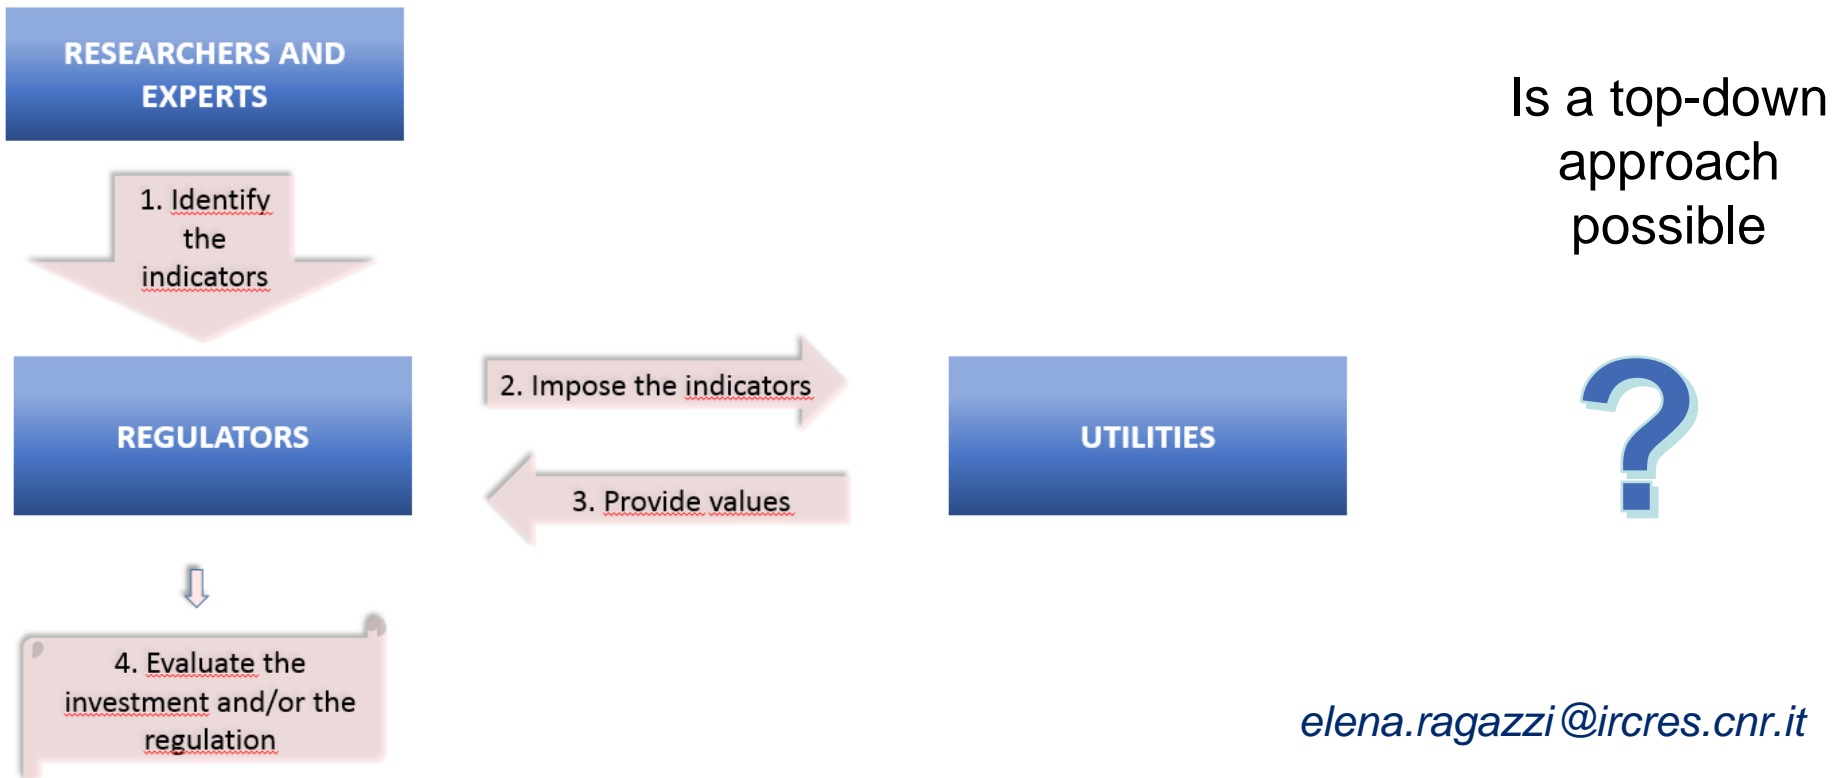 RESEARCHERS AND
EXPERTS
1. Identify
the
indicators
Is a top-down
approach
possible
?
REGULATORS
2. Impose the indicators
3. Provide values
UTILITIES
4. Evaluate the
investment and/or the
regulation
elena.ragazzi@ircres.cnr.it